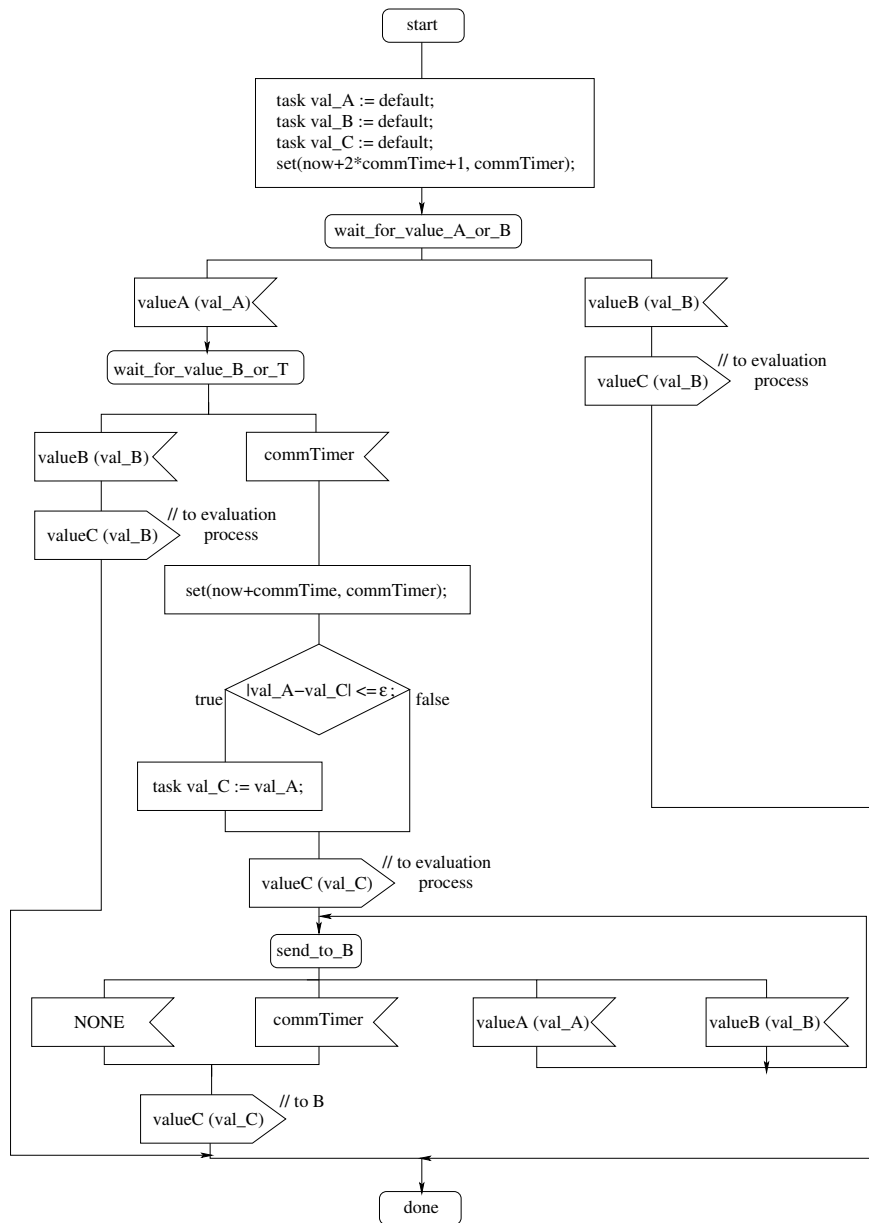 start
task val_A := default;
task val_B := default;
task val_C := default;
set(now+2*commTime+1, commTimer);
wait_for_value_A_or_B
valueA (val_A)
valueB (val_B)
wait_for_value_B_or_T
valueC (val_B)
// to evaluation
process
valueB (val_B)
commTimer
valueC (val_B)
// to evaluation
process
set(now+commTime, commTimer);
|val_A−val_C| <=ε;
true
false
task val_C := val_A;
valueC (val_C)
// to evaluation
process
send_to_B
NONE
commTimer
valueA (val_A)
valueB (val_B)
valueC (val_C)
// to B
done